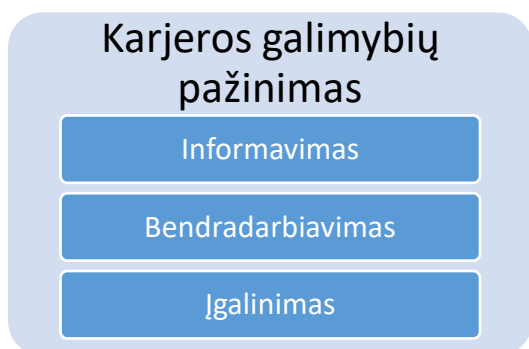 Karjeros galimybių
pažinimas
Informavimas
Bendradarbiavimas
Įgalinimas